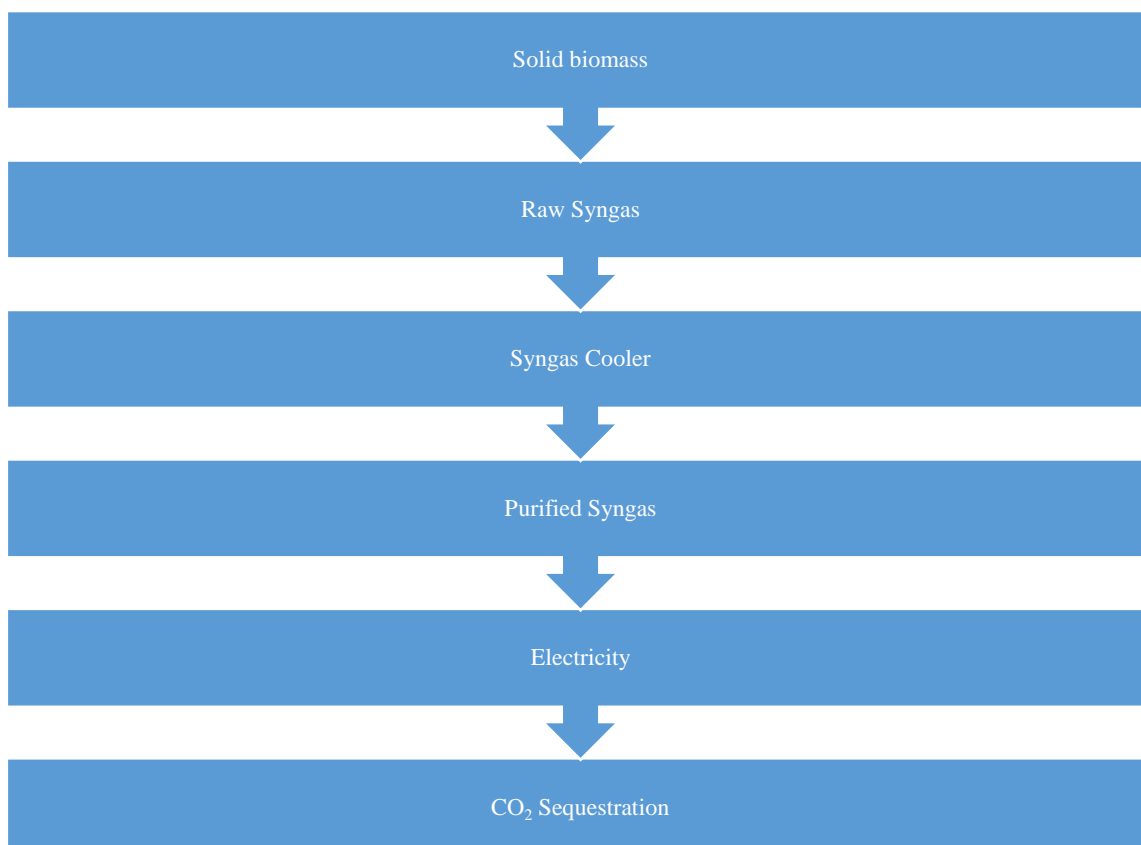 Solid biomass
Raw Syngas
Syngas Cooler
Purified Syngas
Electricity
CO₂ Sequestration